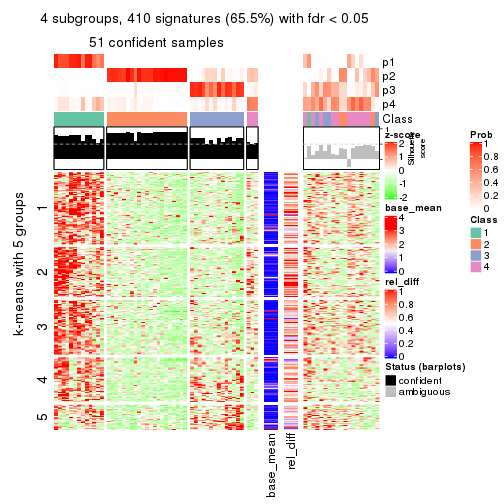 4 subgroups, 410 signatures (65.5%) with fdr < 0.05
51 confident samples
p1
p2
p3
p4
Class
1
0
Silhouette
score
k-means with 5 groups
1
2
3
4
5
base_mean
rel_diff
z-score
2
1
0
-1
-2
base_mean
4
3
2
1
0
rel_diff
1
0.8
0.6
0.4
0.2
0
Status (barplots)
confident
ambiguous
Prob
1
0.8
0.6
0.4
0.2
0
Class
1
2
3
4